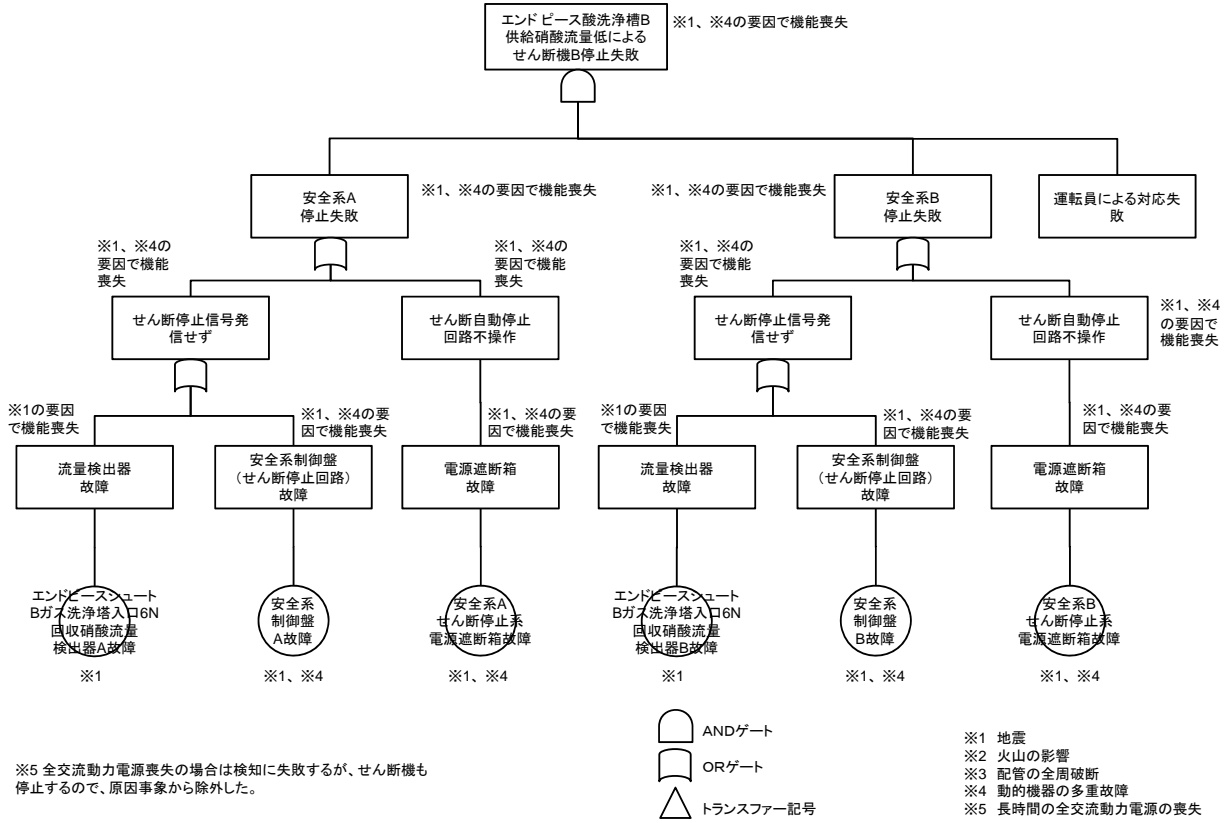 エンドピース酸洗浄槽B
供給硝酸流量低による
せん断機B停止失敗
※1、※4の要因で機能喪失
安全系A
停止失敗
※1、※4の要因で機能喪失
※1、※4の要因で機能喪失
安全系B
停止失敗
運転員による対応失
敗
※1、※4の
要因で機能
喪失
※1、※4の
要因で機能
喪失
※1、※4の
要因で機能
喪失
せん断停止信号発
信せず
せん断自動停止
回路不操作
せん断停止信号発
信せず
せん断自動停止
回路不操作
※1、※4
の要因で
機能喪失
※1の要因
で機能喪失
※1、※4の要
因で機能喪失
※1、※4の要
因で機能喪失
※1の要因
で機能喪失
※1、※4の要
因で機能喪失
※1、※4の要
因で機能喪失
流量検出器
故障
安全系制御盤
（せん断停止回路）
故障
電源遮断箱
故障
流量検出器
故障
安全系制御盤
（せん断停止回路）
故障
電源遮断箱
故障
エンドピースシュート
Bガス洗浄塔入口6N
回収硝酸流量
検出器A故障
安全系
制御盤
A故障
安全系A
せん断停止系
電源遮断箱故障
エンドピースシュート
Bガス洗浄塔入口6N
回収硝酸流量
検出器B故障
安全系
制御盤
B故障
安全系B
せん断停止系
電源遮断箱故障
※1
※1、※4
※1、※4
※1
※1、※4
※1、※4
※5 全交流動力電源喪失の場合は検知に失敗するが、せん断機も
停止するので、原因事象から除外した。
ANDゲート
ORゲート
トランスファー記号
※1 地震
※2 火山の影響
※3 配管の全周破断
※4 動的機器の多重故障
※5 長時間の全交流動力電源の喪失